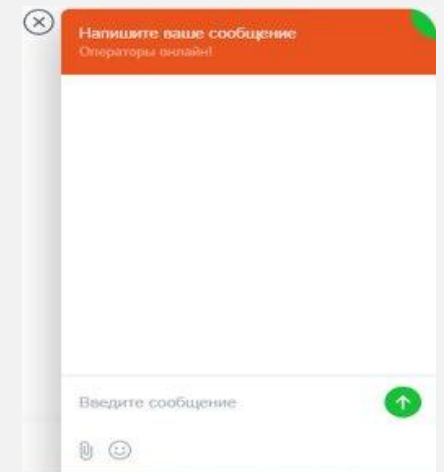 Напишите ваше сообщение
Операторы онлайн!
Введите сообщение